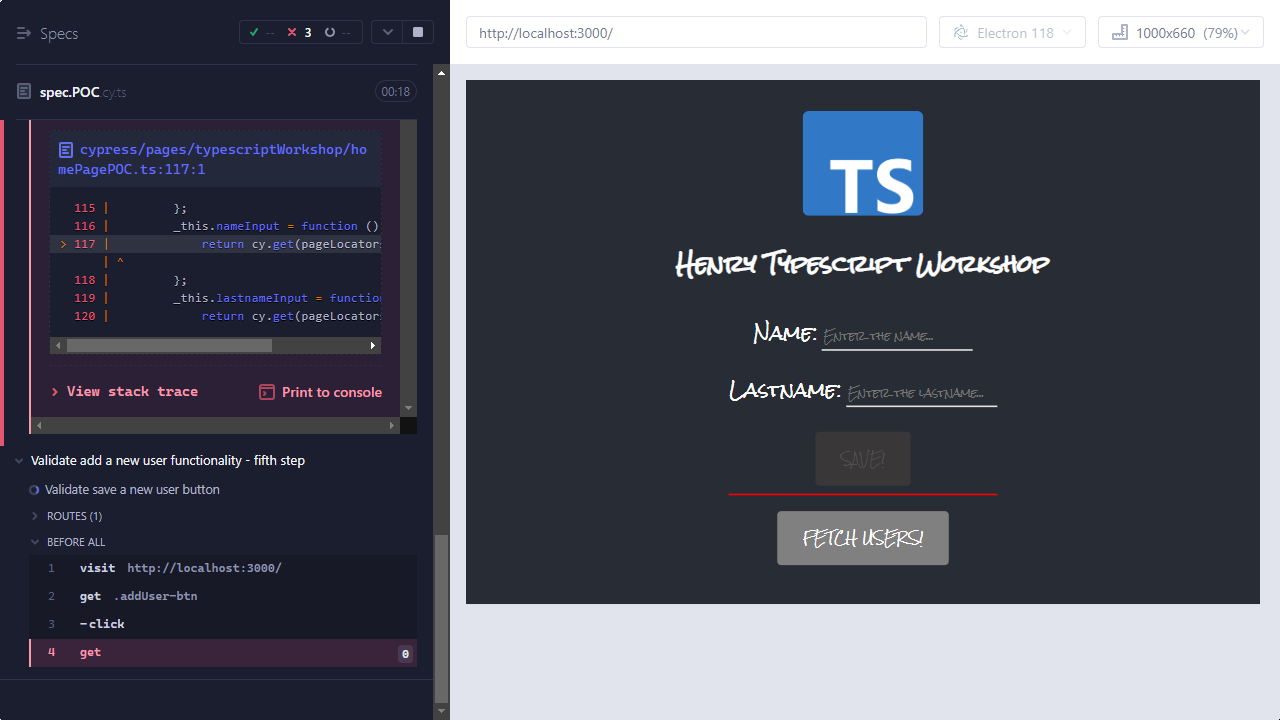 Specs
-- 3 --
spec.POC cy.ts 00:18
cypress/pages/typescriptWorkshop/ho
mePagePOC.ts:117:1
115 | };
116 | _this.nameInput = function ()
> 117 | return cy.get(pageLocator
| ^
118 | };
119 | _this.lastnameInput = function
120 | return cy.get(pageLocator
> View stack trace
Print to console
Validate add a new user functionality - fifth step
Validate save a new user button
ROUTES (1)
BEFORE ALL
1 visit http://localhost:3000/
2 get .addUser-btn
3 -click
4 get 0
http://localhost:3000/
Electron 118
1000x660 (79%)
TS
Henry Typescript Workshop
Name: Enter the name...
Lastname: Enter the lastname...
SAVE!
FETCH USERS!